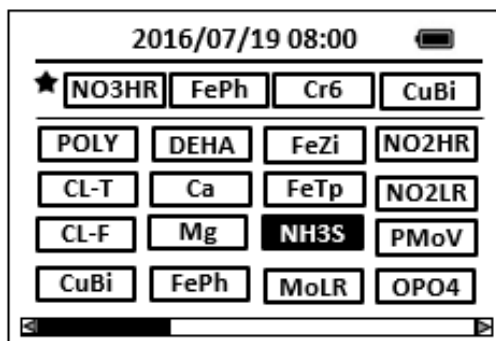 2016/07/19 08:00
NO3HR FePh Cr6 CuBi
POLY DEHA FeZi NO2HR
CL-T Ca FeTp NO2LR
CL-F Mg NH3S PMoV
CuBi FePh MoLR OPO4